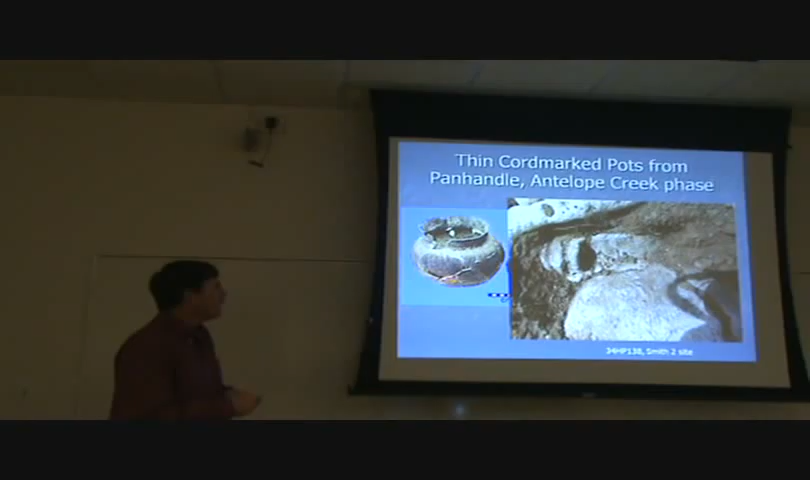 Thin Cordmarked Pots from
Panhandle, Antelope Creek phase
34HP138, Smith 2 site